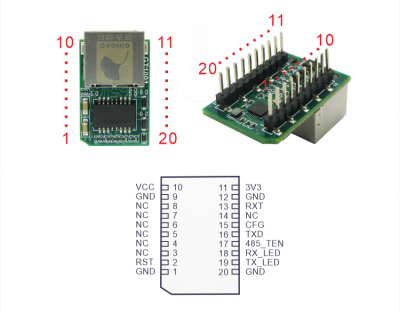 10
11
1
20
11
10
20
1
VCC 10 11 3V3
GND 9 12 GND
NC 8 13 RXT
NC 7 14 NC
NC 6 15 CFG
NC 5 16 TXD
NC 4 17 485_TEN
NC 3 18 RX_LED
RST 2 19 TX_LED
GND 1 20 GND